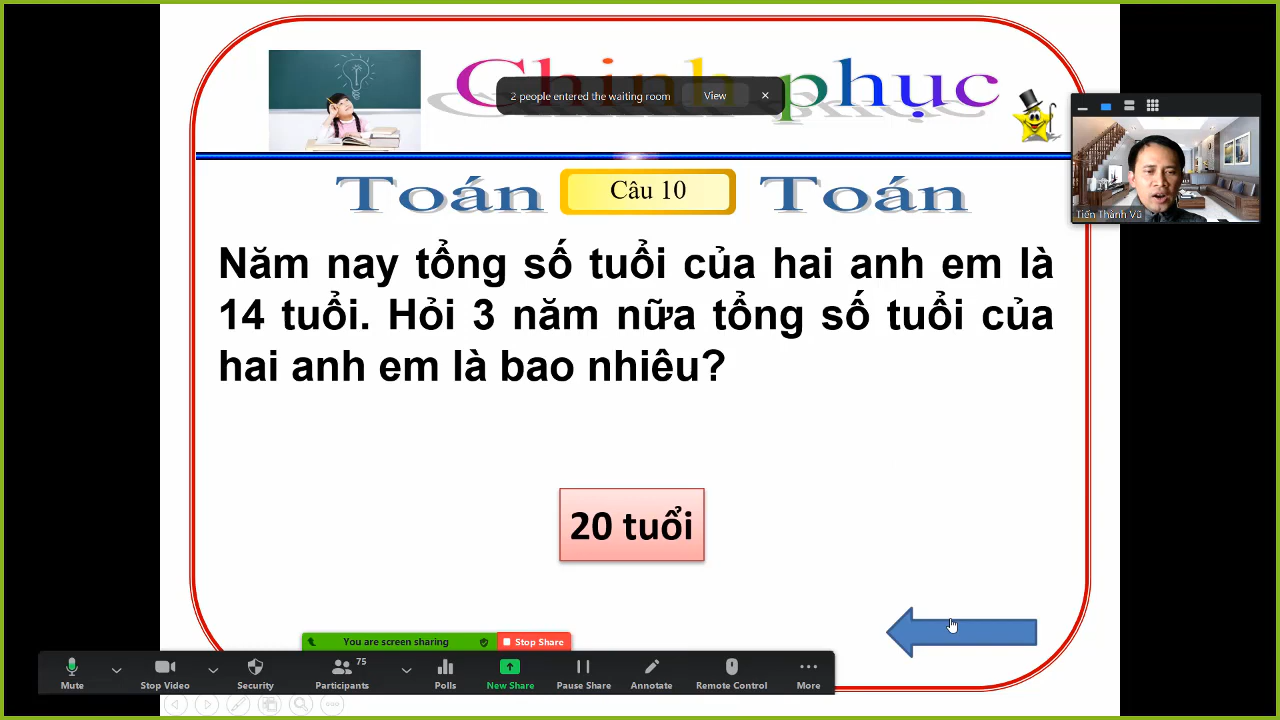 Chinh phục
2 people entered the waiting room View
Toán Câu 10 Toán
Tiến Thành Vũ
Năm nay tổng số tuổi của hai anh em là
14 tuổi. Hỏi 3 năm nữa tổng số tuổi của
hai anh em là bao nhiêu?
20 tuổi
You are screen sharing Stop Share
75
Mute Stop Video Security Participants Polls New Share Pause Share Annotate Remote Control More